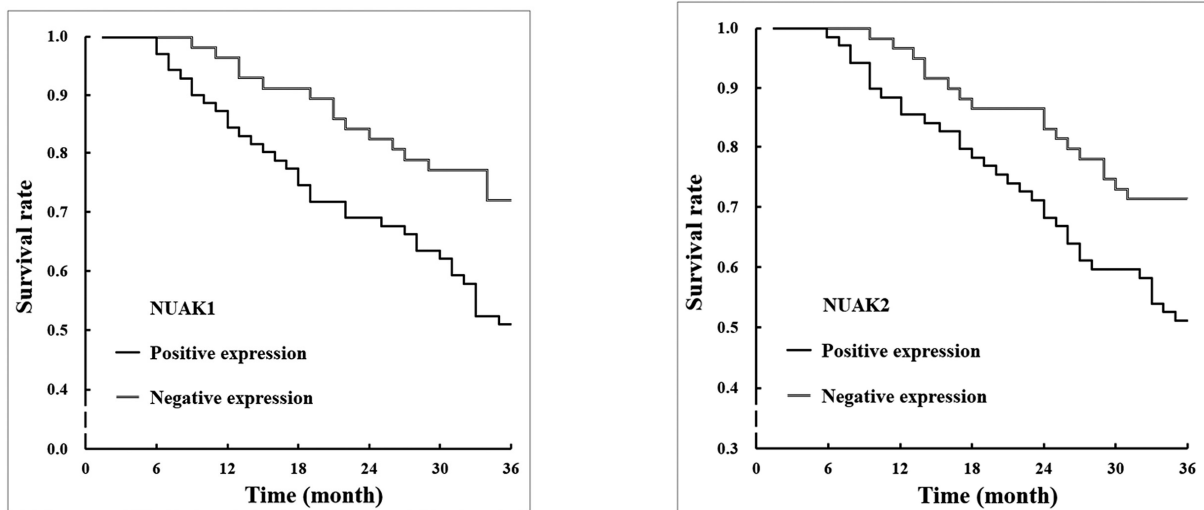 1.0
0.9
0.8
0.7
0.6
0.5
0.4
0.0
Survival rate
NUAK1
Positive expression
Negative expression
0 6 12 18 24 30 36
Time (month)
1.0
0.9
0.8
0.7
0.6
0.5
0.4
0.3
Survival rate
NUAK2
Positive expression
Negative expression
0 6 12 18 24 30 36
Time (month)